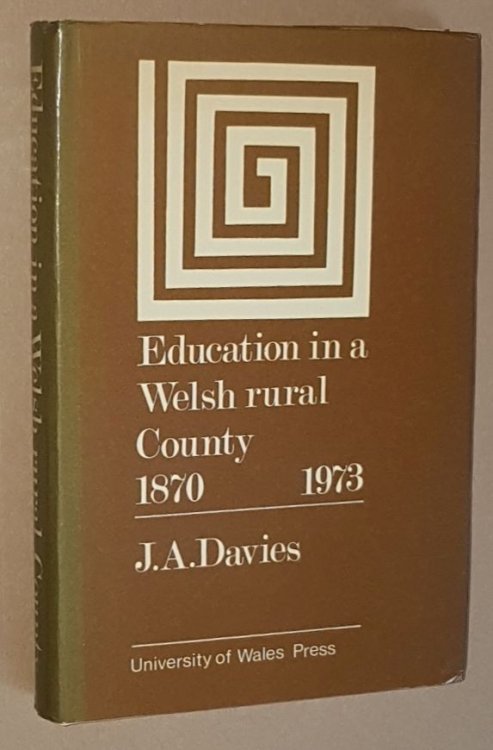 Education in a
Welsh rural
County
1870 1973
J.A.Davies
University of Wales Press
Education in a Welsh rural County